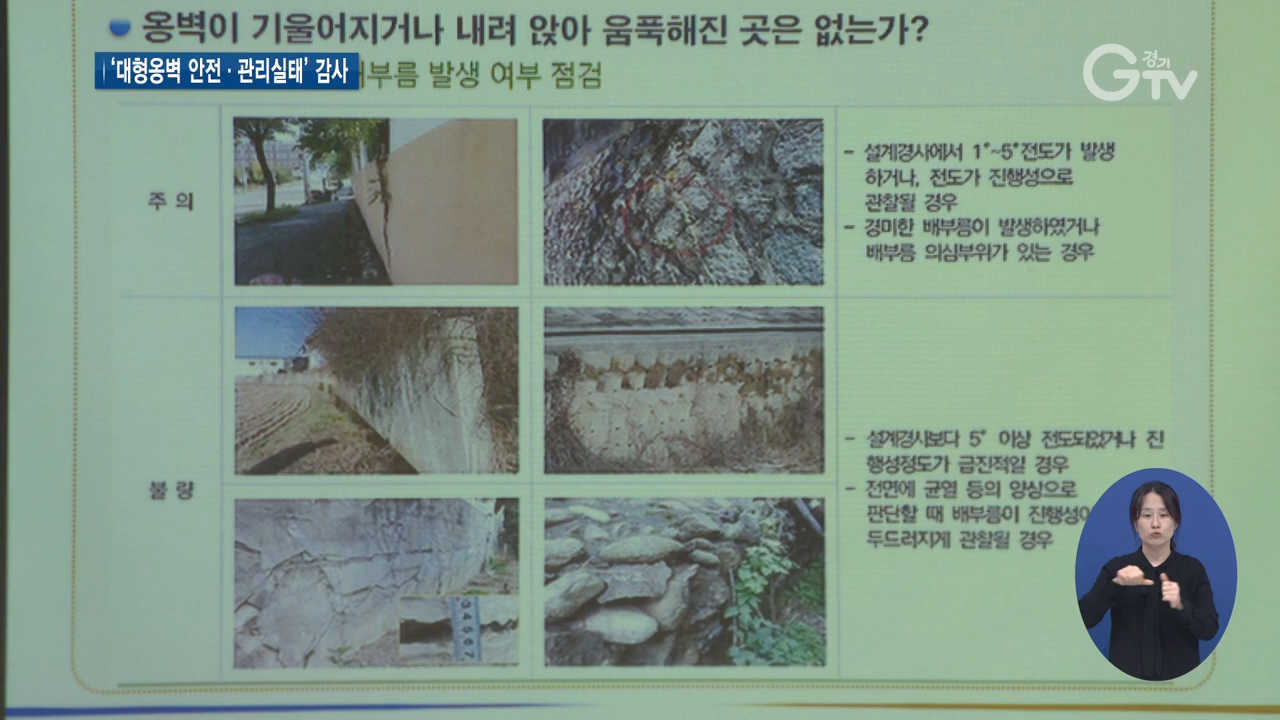 옹벽이 기울어지거나 내려 앉아 움푹해진 곳은 없는가?
'대형옹벽 안전·관리실태' 감사
배부름 발생 여부 점검
경기
GTV
주 의
- 설계경사에서 1°~5°전도가 발생
하거나, 전도가 진행성으로
관찰될 경우
- 경미한 배부름이 발생하였거나
배부름 의심부위가 있는 경우
불 량
- 설계경사보다 5° 이상 전도되었거나 진
행성정도가 급진적일 경우
- 전면에 균열 등의 양상으로
판단할 때 배부름이 진행성
두드러지게 관찰될 경우
3 4 5 6 7